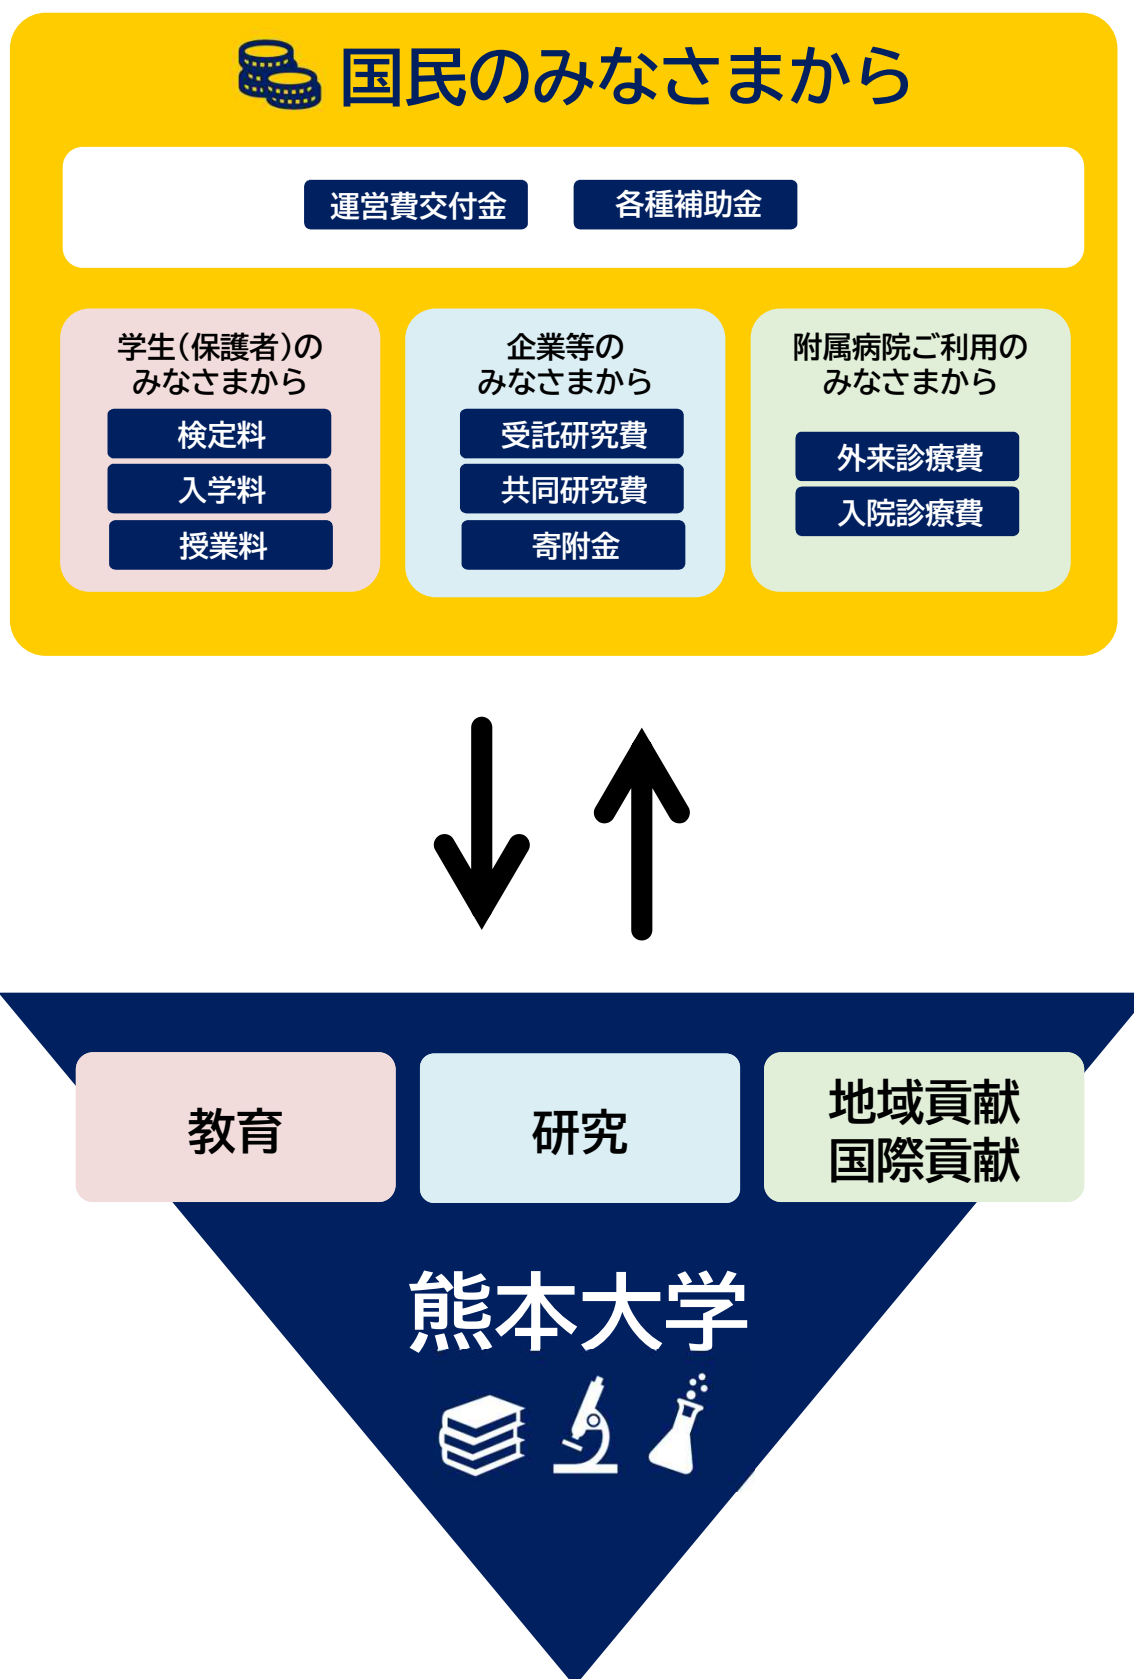 国民のみなさまから
運営費交付金 各種補助金
学生(保護者)の
みなさまから
検定料
入学料
授業料
企業等の
みなさまから
受託研究費
共同研究費
寄附金
附属病院ご利用の
みなさまから
外来診療費
入院診療費
教育
研究
地域貢献
国際貢献
熊本大学